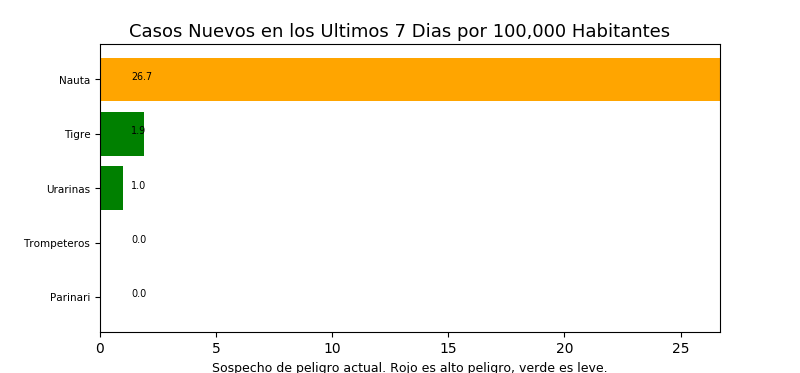 Casos Nuevos en los Ultimos 7 Dias por 100,000 Habitantes
Nauta 26.7
Tigre 1.9
Urarinas 1.0
Trompeteros 0.0
Parinari 0.0
0 5 10 15 20 25
Sospecho de peligro actual. Rojo es alto peligro, verde es leve.